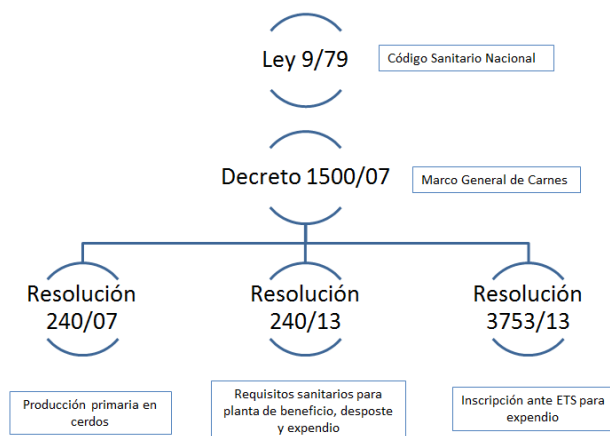 Ley 9/79
Código Sanitario Nacional
Decreto 1500/07
Marco General de Carnes
Resolución
240/07
Resolución
240/13
Resolución
3753/13
Producción primaria en
cerdos
Requisitos sanitarios para
planta de beneficio, desposte
y expendio
Inscripción ante ETS para
expendio